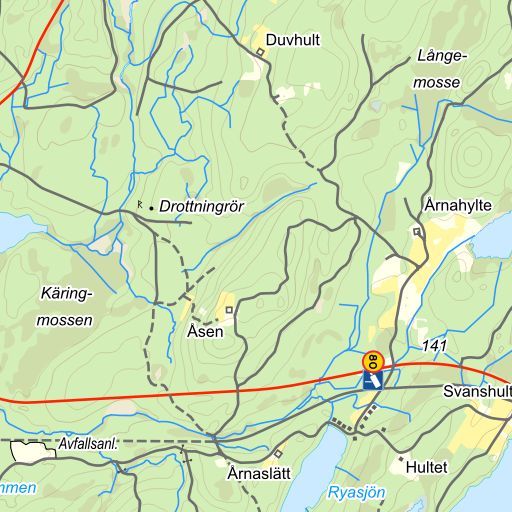 Duvhult
Långe-
mosse
R
Drottningrör
Årnahylte
Käring-
mossen
Åsen
141
80
Svanshult
Avfallsanl.
Årnaslätt
Hultet
mmen
Ryasjön